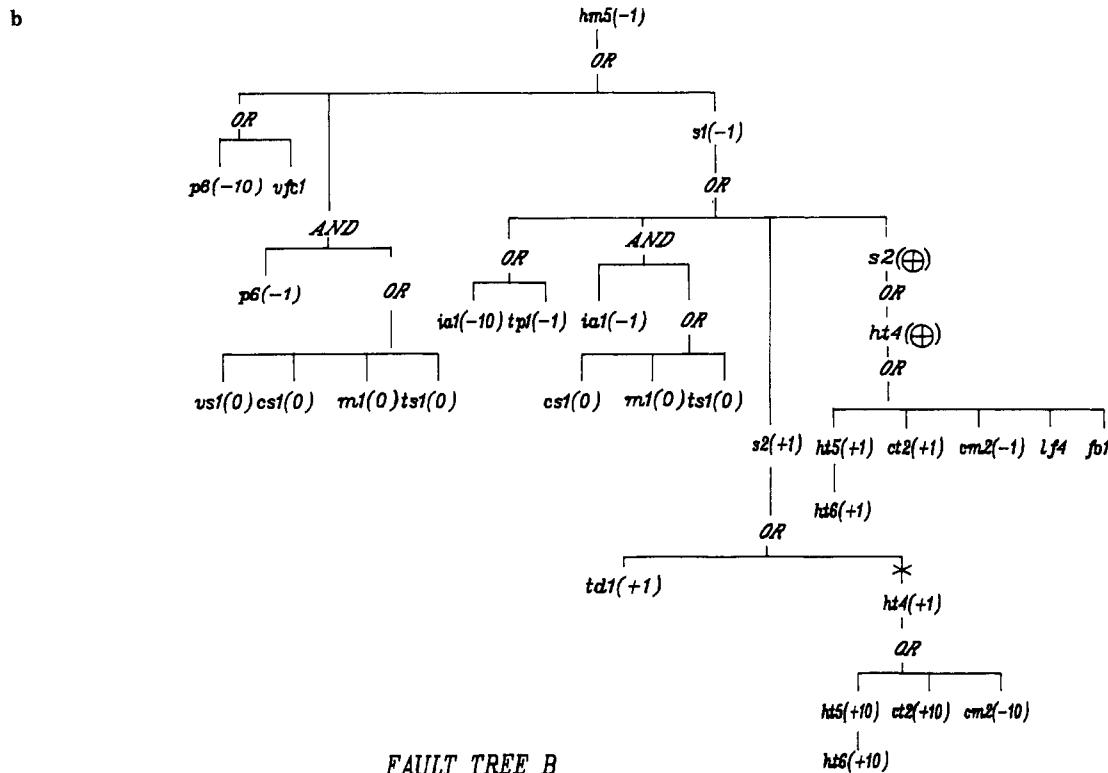 b
hm5(-1)
OR
OR
s1(-1)
p6(-10) vfc1
OR
AND
AND
s2(⊕)
OR
p6(-1)
OR
OR
ia1(-10) tp1(-1)
ia1(-1)
OR
ht4(⊕)
OR
vs1(0) cs1(0) m1(0) ts1(0)
cs1(0) m1(0) ts1(0)
s2(+1)
ht5(+1) ct2(+1) cm2(-1) lf4 fb1
ht6(+1)
OR
td1(+1)
ht4(+1)
OR
ht5(+10) ct2(+10) cm2(-10)
FAULT TREE B
ht6(+10)